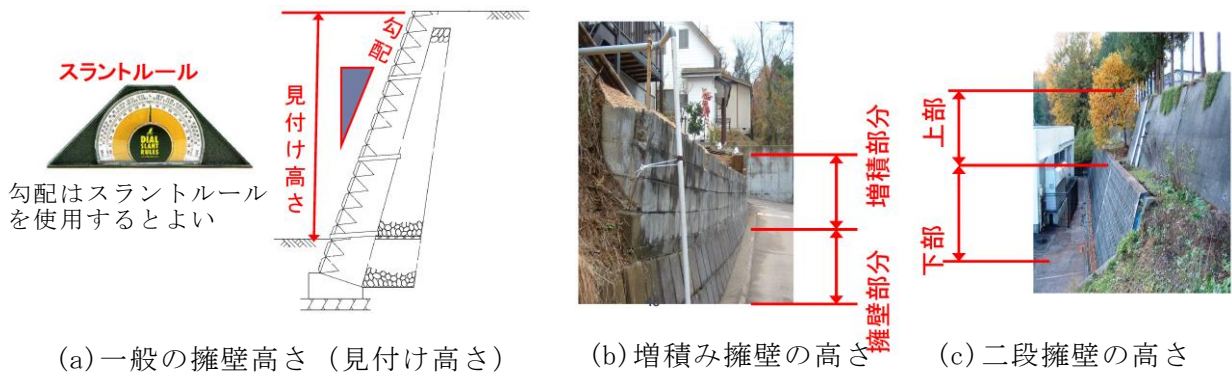 スラントルール
DIAL
SLANT
RULES
勾配はスラントルール
を使用するとよい
勾配
見付け高さ
(a)一般の擁壁高さ（見付け高さ）
増積部分
擁壁部分
(b)増積み擁壁の高さ
上部
下部
(c)二段擁壁の高さ